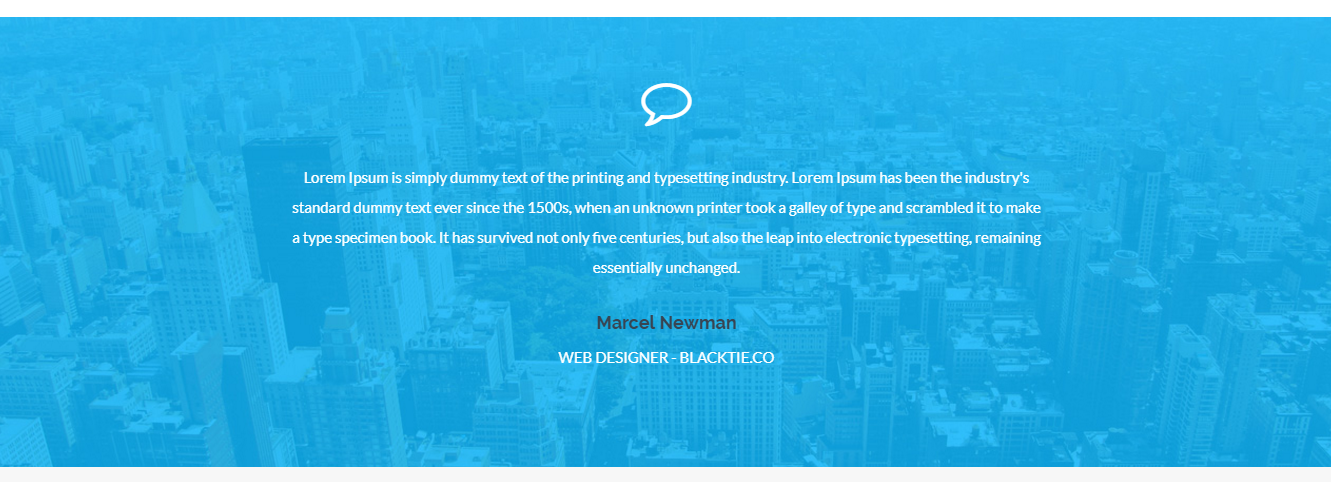 Lorem Ipsum is simply dummy text of the printing and typesetting industry. Lorem Ipsum has been the industry's
standard dummy text ever since the 1500s, when an unknown printer took a galley of type and scrambled it to make
a type specimen book. It has survived not only five centuries, but also the leap into electronic typesetting, remaining
essentially unchanged.
Marcel Newman
WEB DESIGNER - BLACKTIE.CO